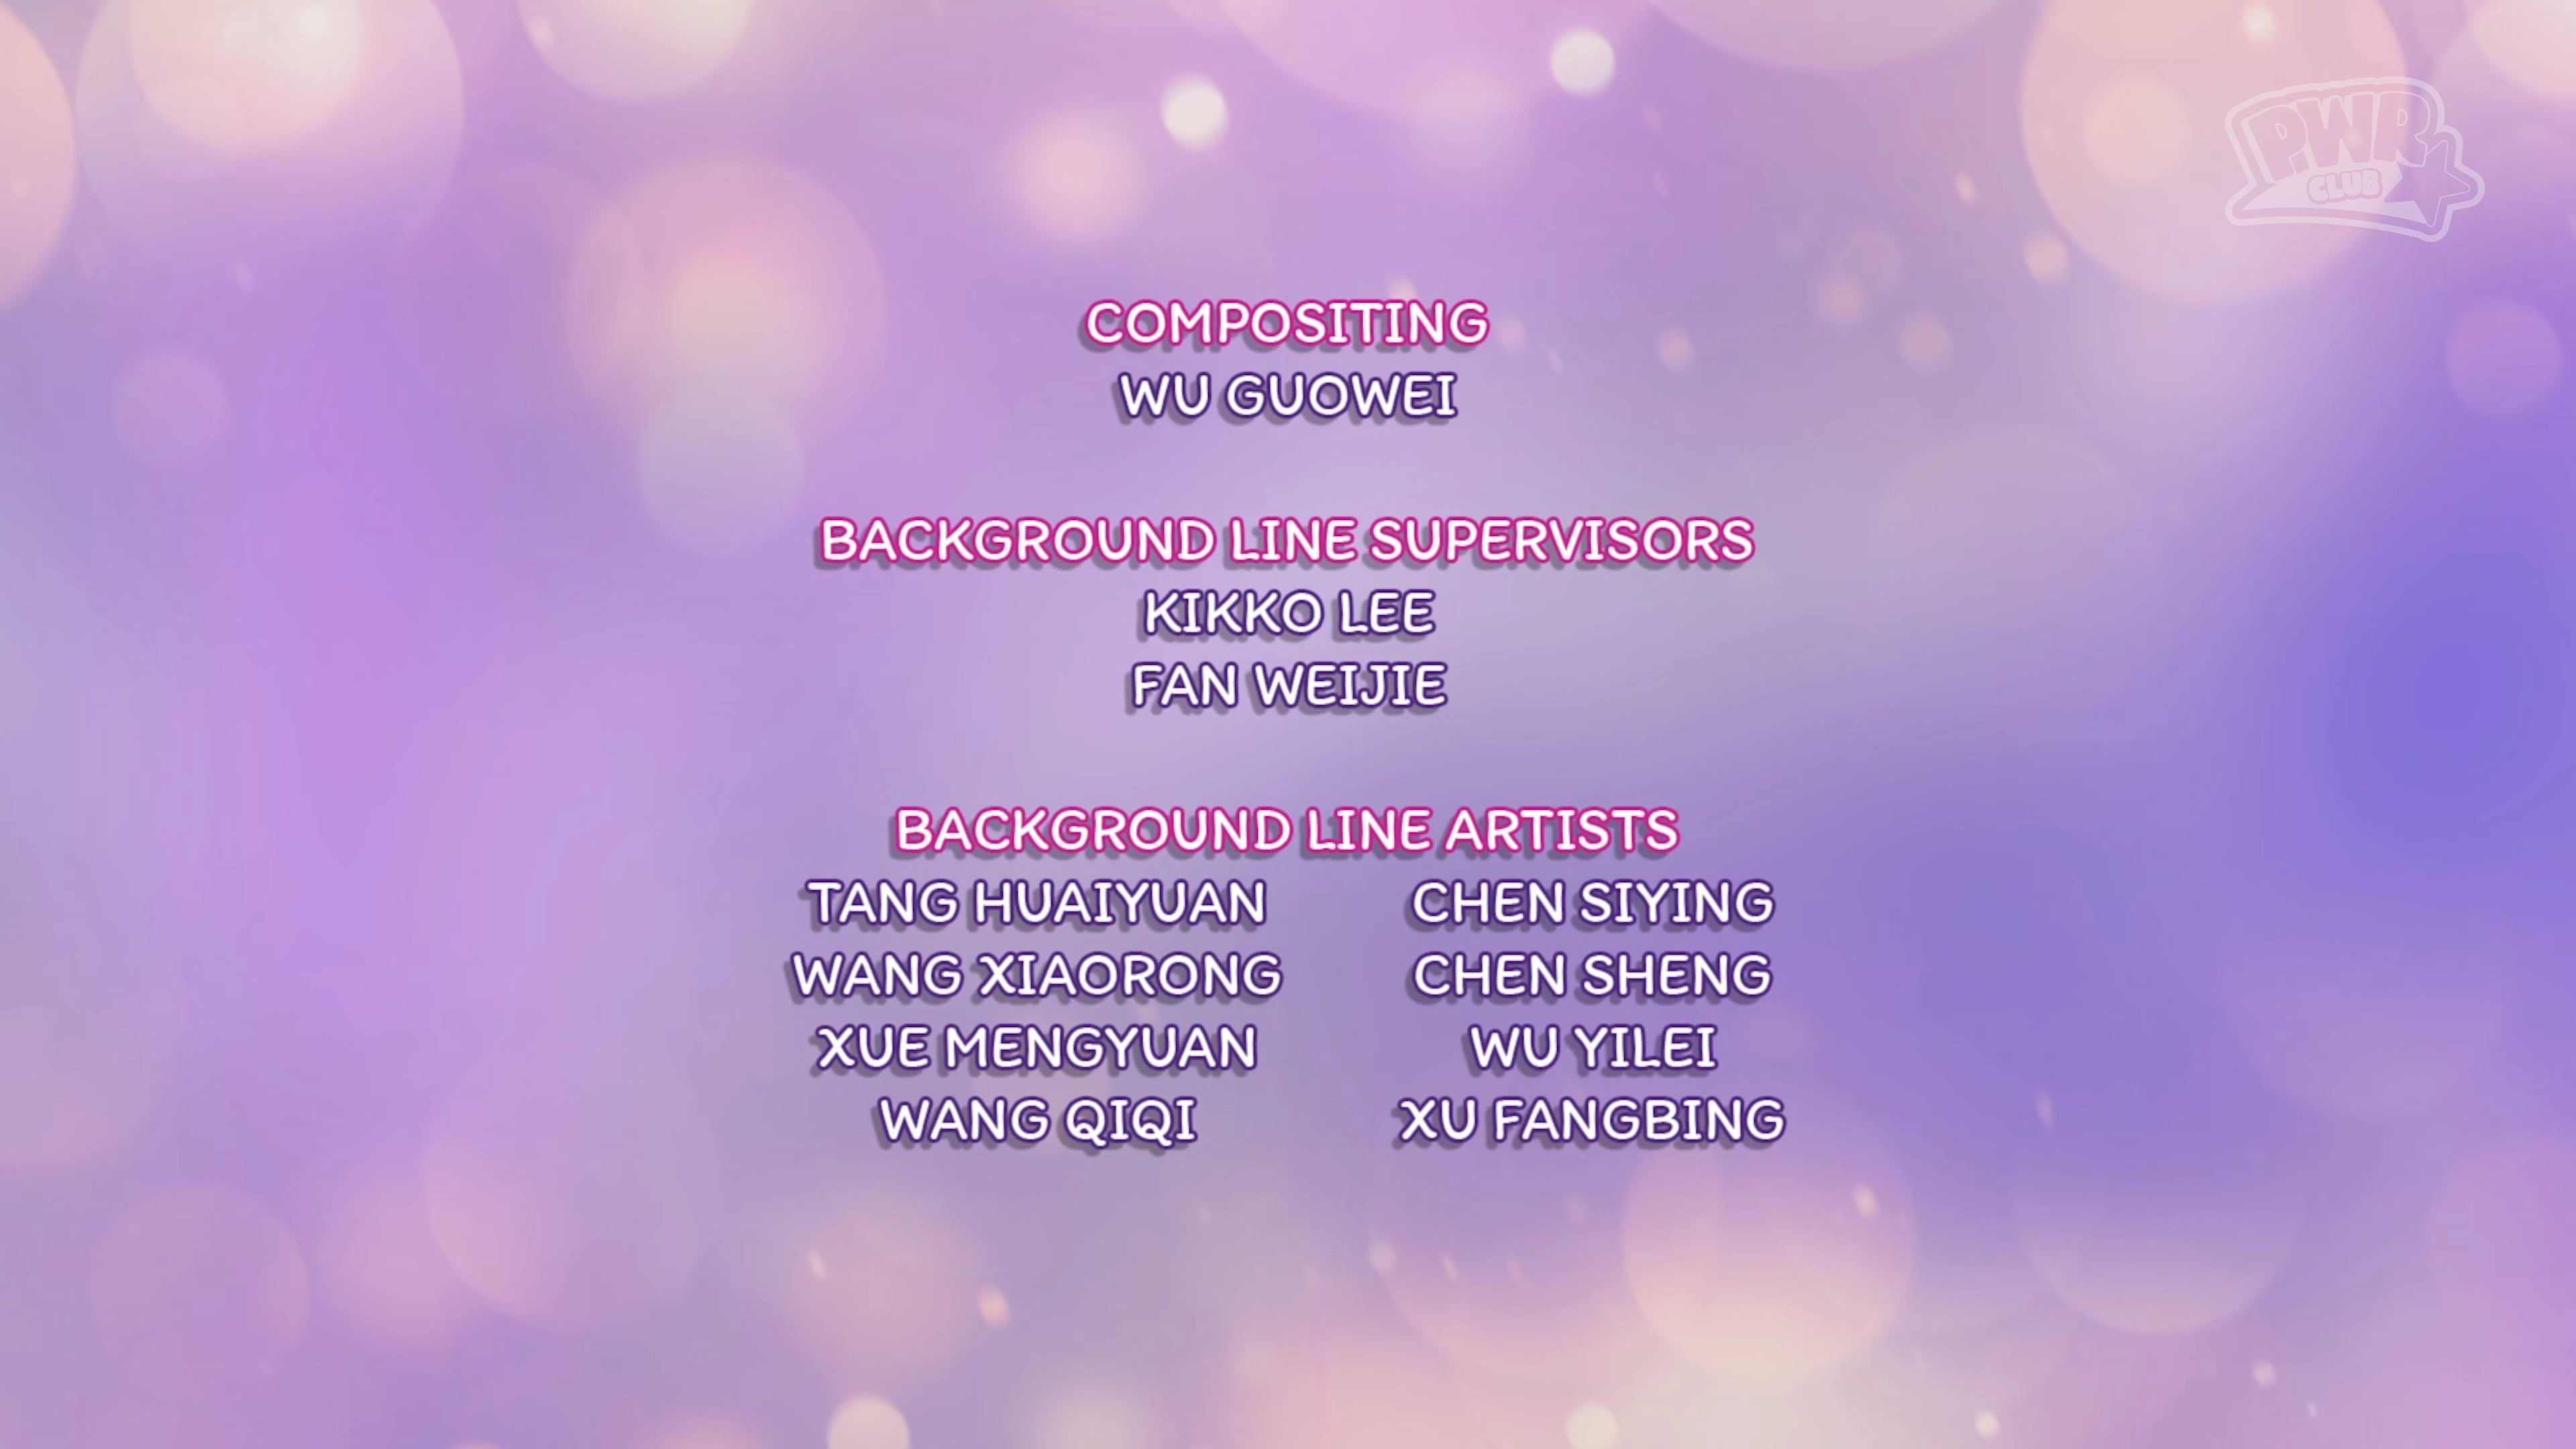 PWR
CLUB
COMPOSITING
WU GUOWEI
BACKGROUND LINE SUPERVISORS
KIKKO LEE
FAN WEIJIE
BACKGROUND LINE ARTISTS
TANG HUAIYUAN CHEN SIYING
WANG XIAORONG CHEN SHENG
XUE MENGYUAN WU YILEI
WANG QIQI XU FANGBING